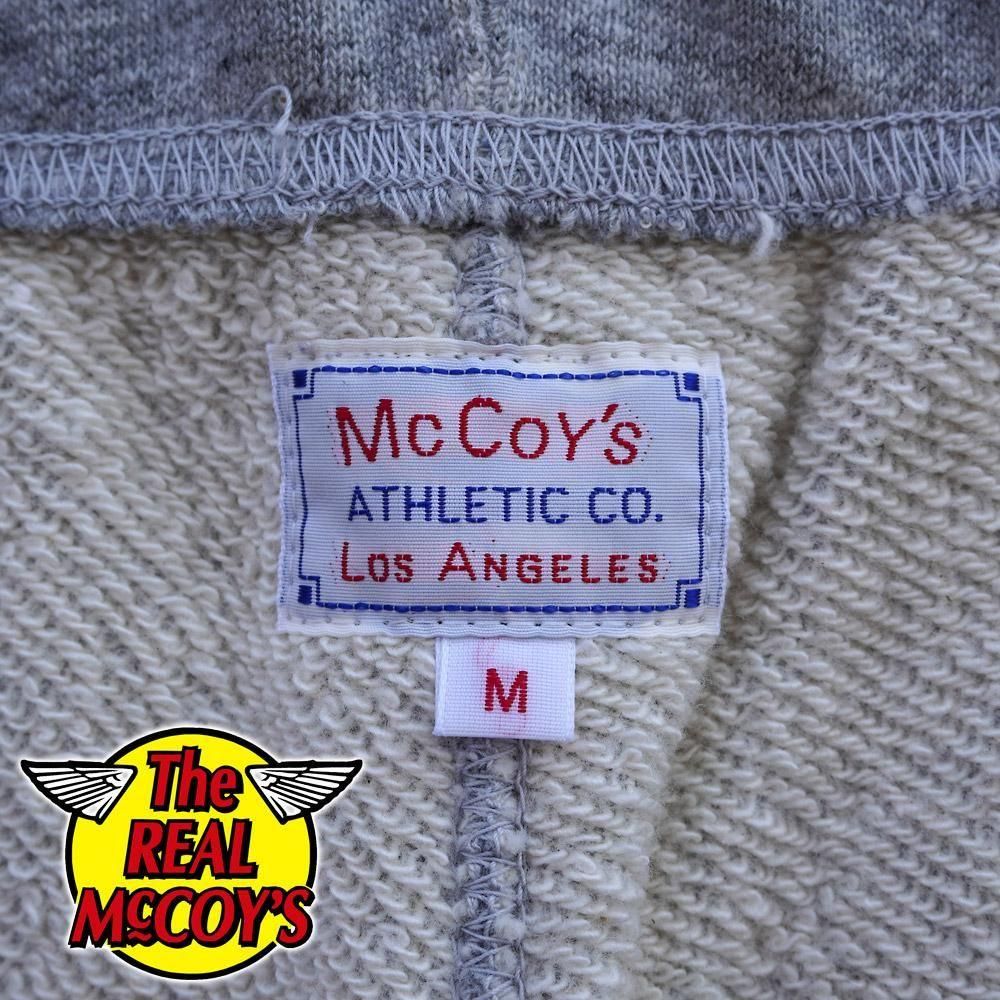 McCoy's
ATHLETIC CO.
Los Angeles
M
The
REAL
McCOY'S